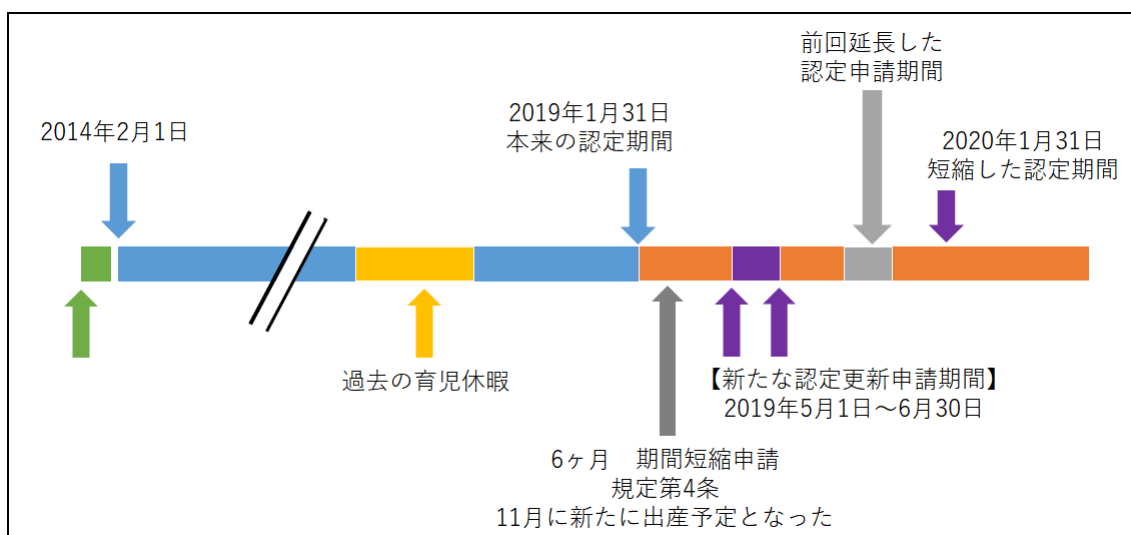 前回延長した
認定申請期間
2019年1月31日
本来の認定期間
2014年2月1日
2020年1月31日
短縮した認定期間
過去の育児休暇
【新たな認定更新申請期間】
2019年5月1日～6月30日
6ヶ月　期間短縮申請
規定第4条
11月に新たに出産予定となった